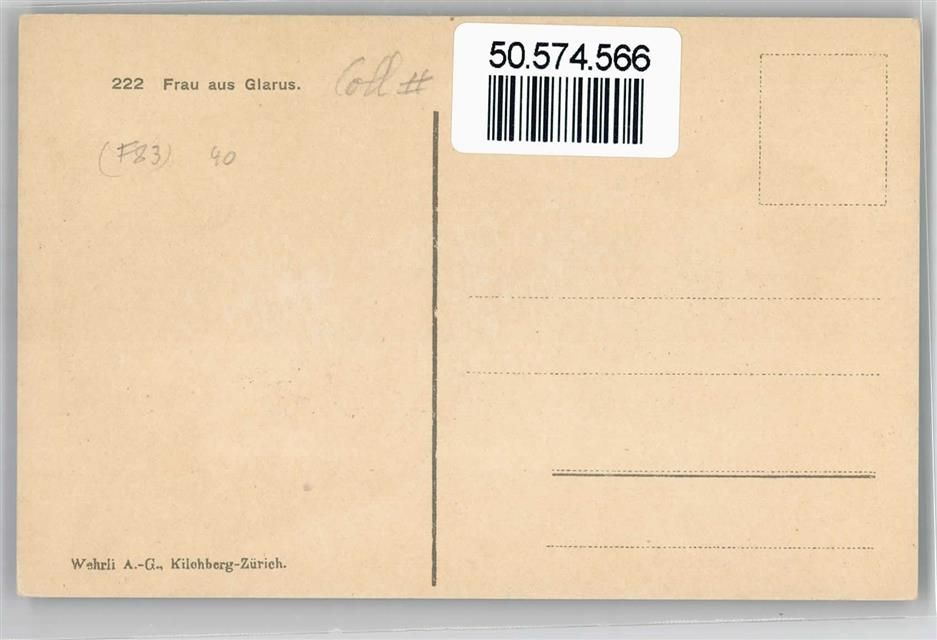 50.574.566
222 Frau aus Glarus. Coll #
(F83) 40
Wehrli A.-G., Kilchberg-Zürich.